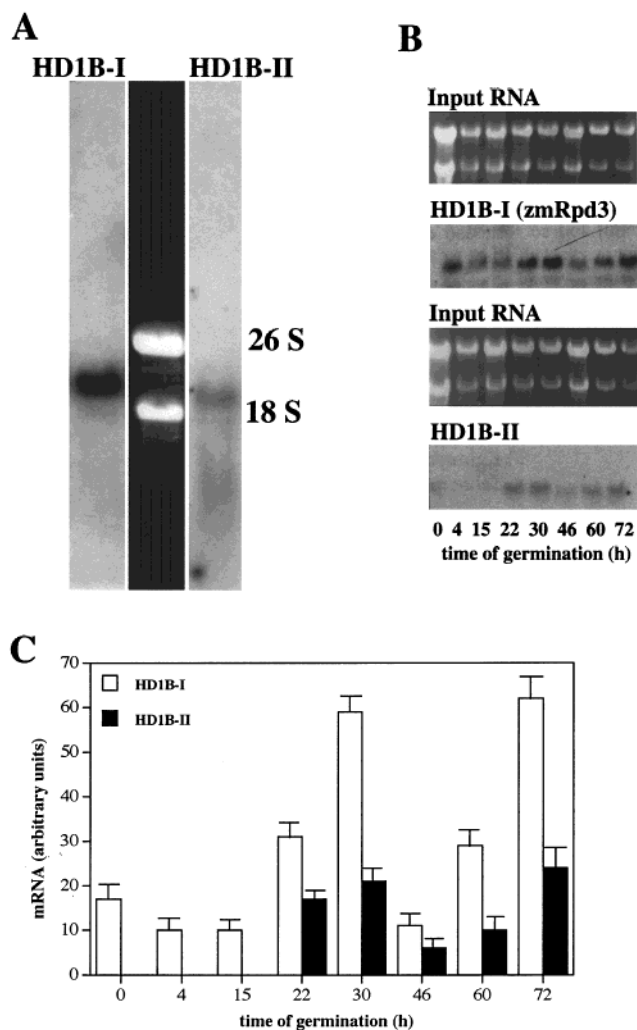 A
HD1B-I
HD1B-II
26 S
18 S
B
Input RNA
HD1B-I (zmRpd3)
Input RNA
HD1B-II
0 4 15 22 30 46 60 72
time of germination (h)
C
70
60
50
40
30
20
10
0
mRNA (arbitrary units)
HD1B-I
HD1B-II
0 4 15 22 30 46 60 72
time of germination (h)